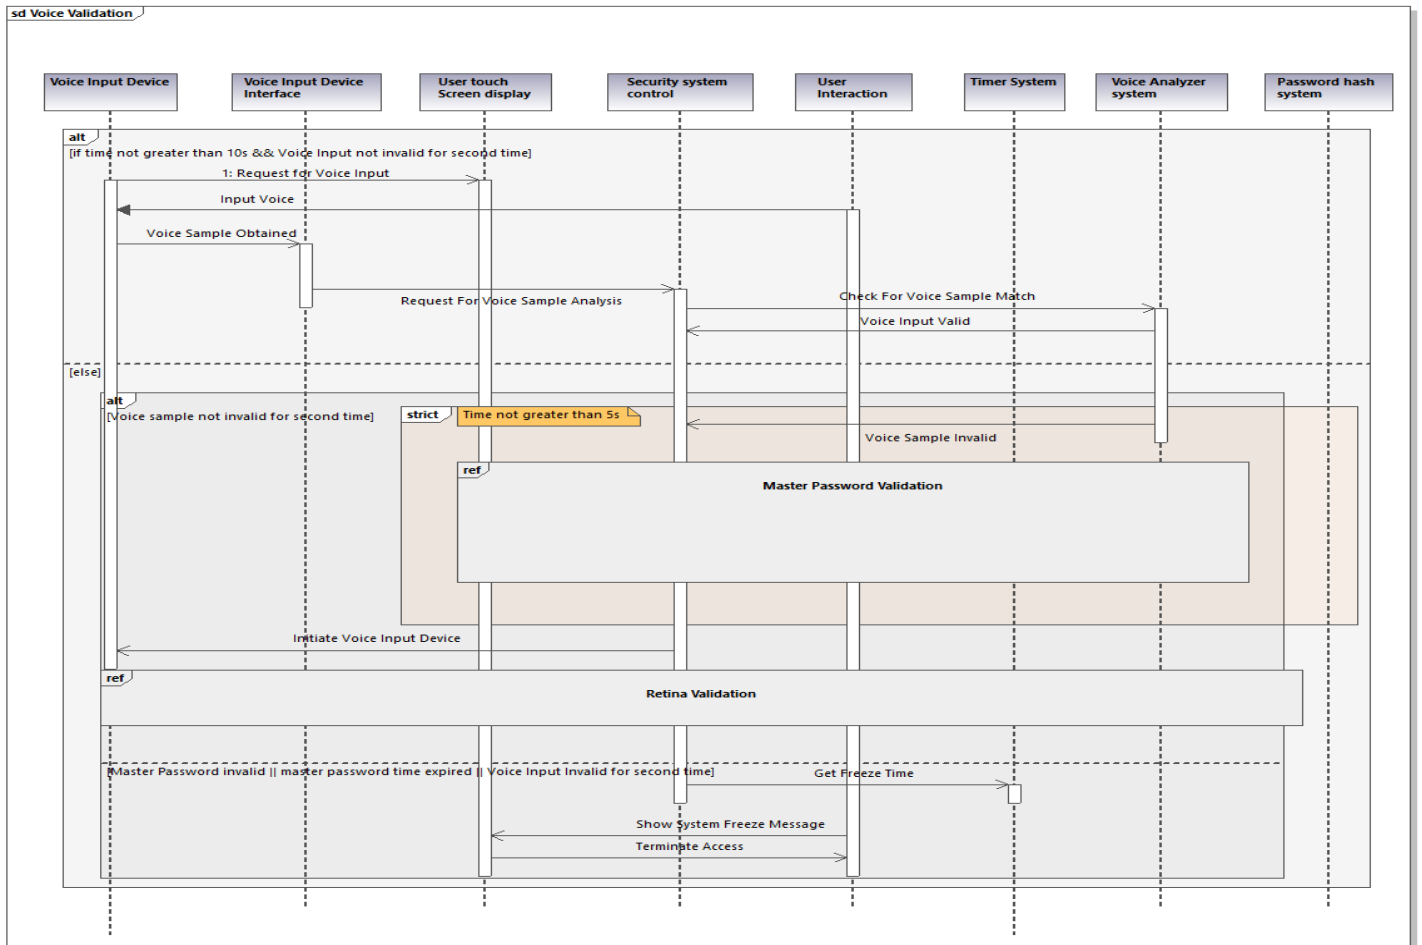 sd Voice Validation
Voice Input Device
Voice Input Device
Interface
User touch
Screen display
Security system
control
User
Interaction
Timer System
Voice Analyzer
system
Password hash
system
alt
[if time not greater than 10s && Voice Input not invalid for second time]
1: Request for Voice Input
Input Voice
Voice Sample Obtained
Request For Voice Sample Analysis
Check For Voice Sample Match
Voice Input Valid
[else]
alt
[Voice sample not invalid for second time]
strict
Time not greater than 5s
Voice Sample Invalid
ref
Master Password Validation
Initiate Voice Input Device
ref
Retina Validation
[Master Password invalid || master password time expired || Voice Input Invalid for second time]
Get Freeze Time
Show System Freeze Message
Terminate Access